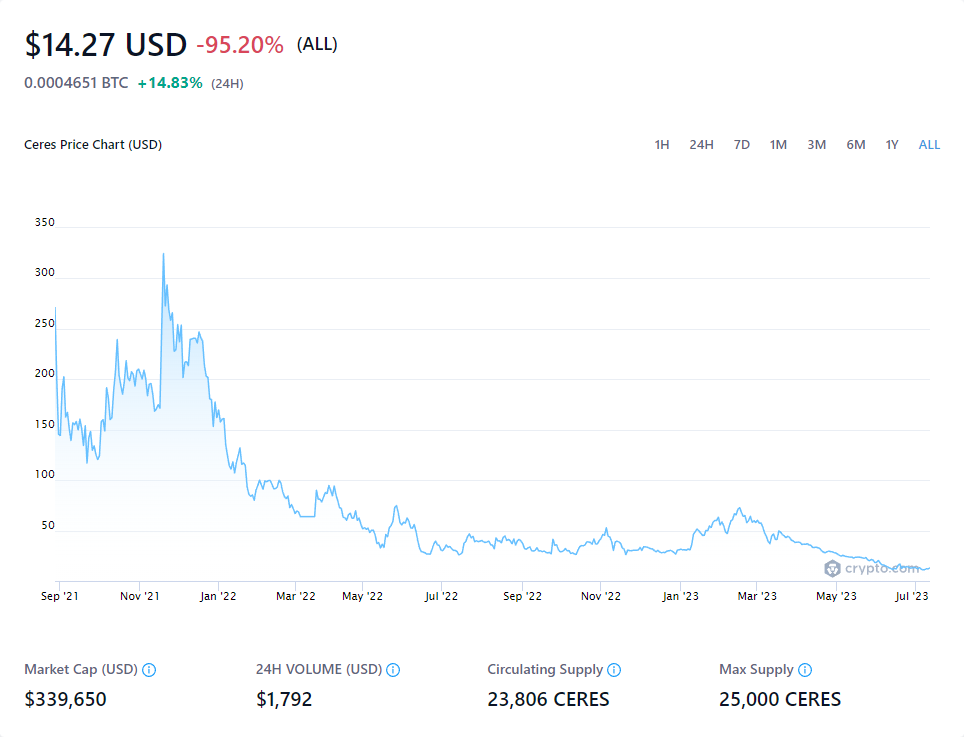 $14.27 USD -95.20% (ALL)
0.0004651 BTC +14.83% (24H)
Ceres Price Chart (USD) 1H 24H 7D 1M 3M 6M 1Y ALL
350
300
250
200
150
100
50
crypto.com
Sep '21 Nov '21 Jan '22 Mar '22 May '22 Jul '22 Sep '22 Nov '22 Jan '23 Mar '23 May '23 Jul '23
Market Cap (USD) 24H VOLUME (USD) Circulating Supply Max Supply
$339,650 $1,792 23,806 CERES 25,000 CERES